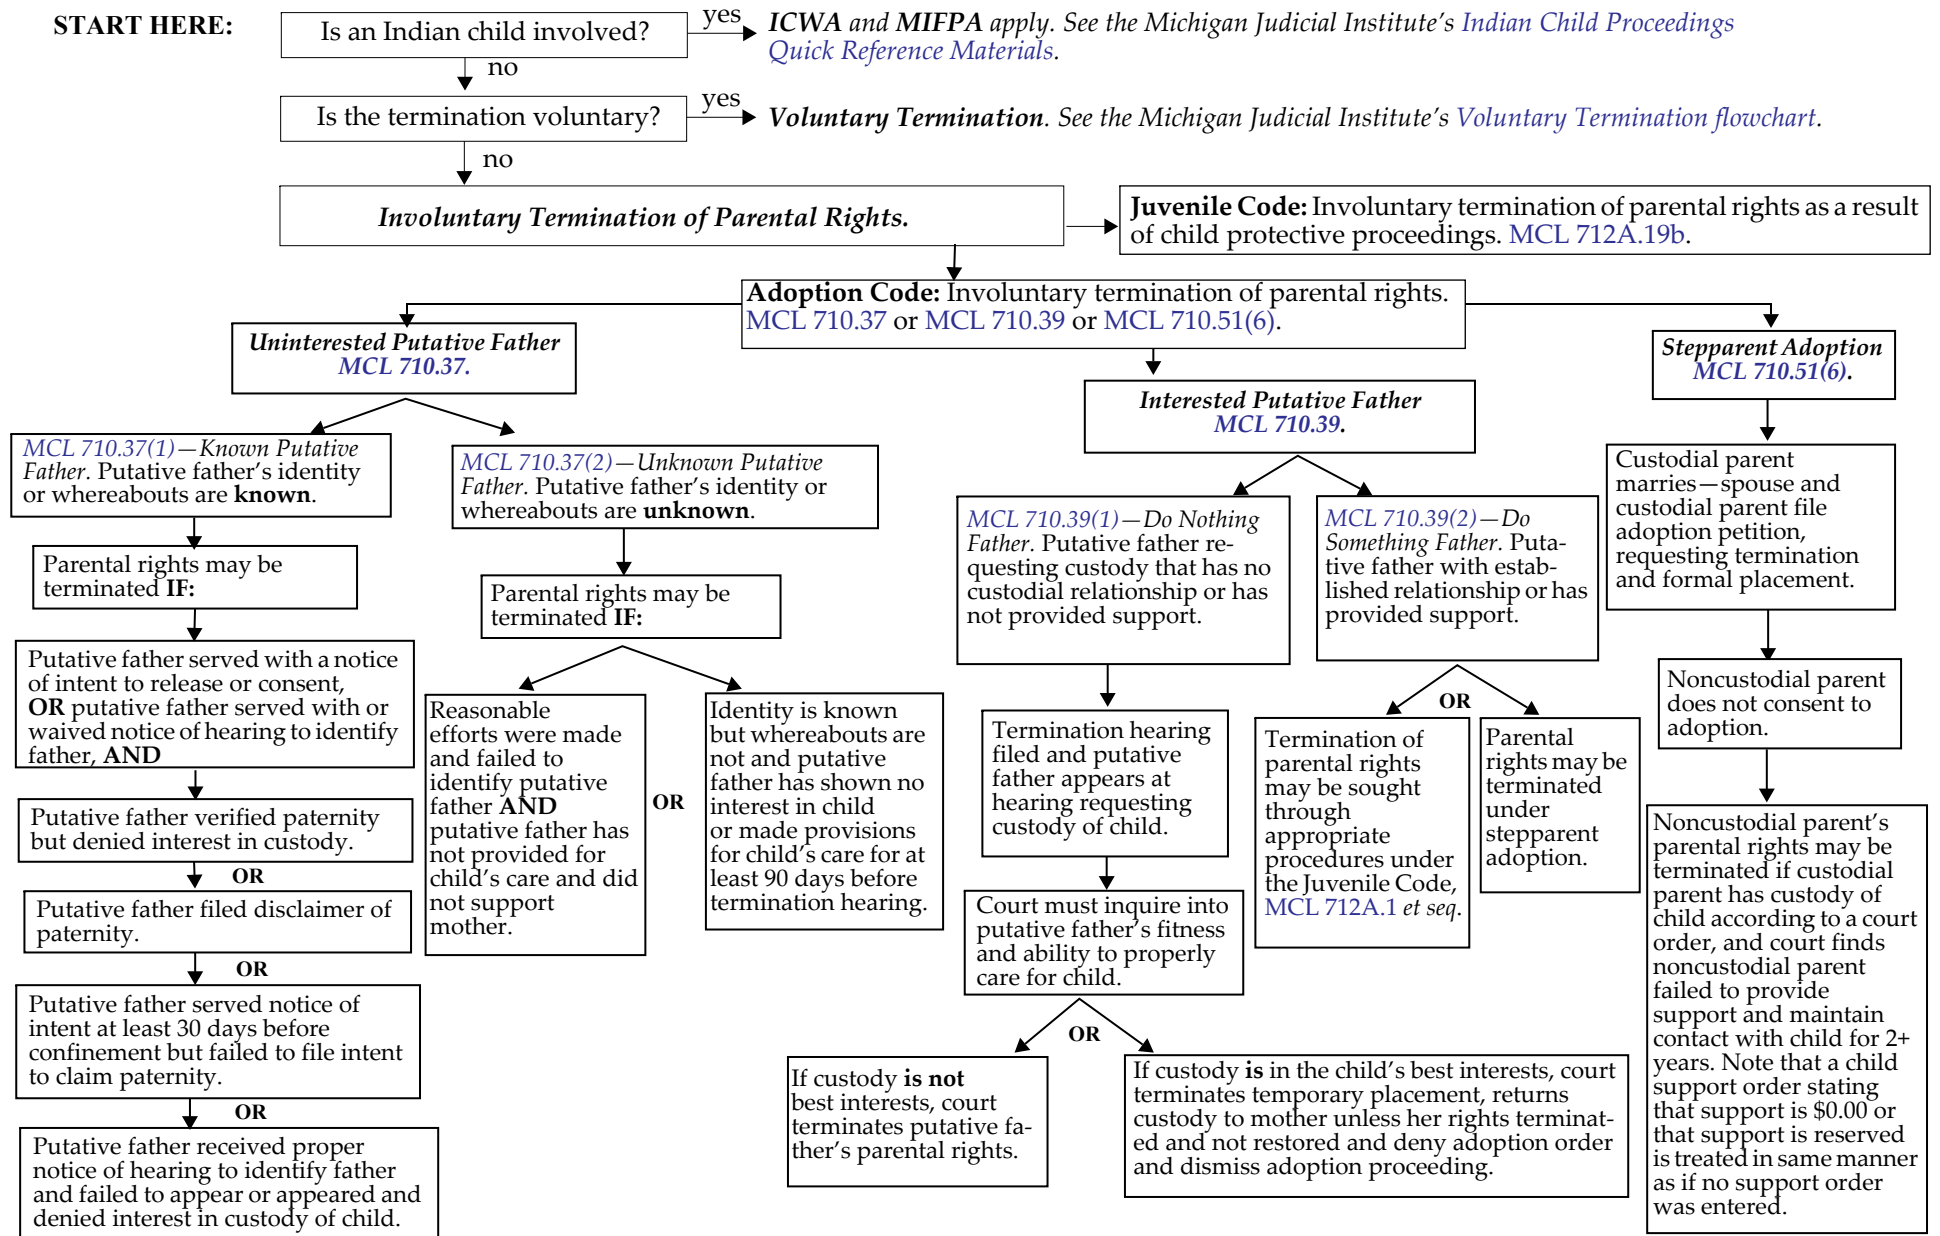 START HERE:
Is an Indian child involved?
yes
ICWA and MIFPA apply. See the Michigan Judicial Institute's Indian Child Proceedings
Quick Reference Materials.
no
Is the termination voluntary?
yes
Voluntary Termination. See the Michigan Judicial Institute's Voluntary Termination flowchart.
no
Involuntary Termination of Parental Rights.
Juvenile Code: Involuntary termination of parental rights as a result
of child protective proceedings. MCL 712A.19b.
Adoption Code: Involuntary termination of parental rights.
MCL 710.37 or MCL 710.39 or MCL 710.51(6).
Uninterested Putative Father
MCL 710.37.
MCL 710.37(1)—Known Putative
Father. Putative father's identity
or whereabouts are known.
Parental rights may be
terminated IF:
Putative father served with a notice
of intent to release or consent,
OR putative father served with or
waived notice of hearing to identify
father, AND
Putative father verified paternity
but denied interest in custody.
OR
Putative father filed disclaimer of
paternity.
OR
Putative father served notice of
intent at least 30 days before
confinement but failed to file intent
to claim paternity.
OR
Putative father received proper
notice of hearing to identify father
and failed to appear or appeared and
denied interest in custody of child.
MCL 710.37(2)—Unknown Putative
Father. Putative father's identity or
whereabouts are unknown.
Parental rights may be
terminated IF:
Reasonable
efforts were made
and failed to
identify putative
father AND
putative father has
not provided for
child's care and did
not support
mother.
OR
Identity is known
but whereabouts are
not and putative
father has shown no
interest in child
or made provisions
for child's care for at
least 90 days before
termination hearing.
Interested Putative Father
MCL 710.39.
MCL 710.39(1)—Do Nothing
Father. Putative father re-
questing custody that has no
custodial relationship or has
not provided support.
Termination hearing
filed and putative
father appears at
hearing requesting
custody of child.
Court must inquire into
putative father's fitness
and ability to properly
care for child.
OR
If custody is not
best interests, court
terminates putative fa-
ther's parental rights.
If custody is in the child's best interests, court
terminates temporary placement, returns
custody to mother unless her rights terminat-
ed and not restored and deny adoption order
and dismiss adoption proceeding.
MCL 710.39(2)—Do
Something Father. Puta-
tive father with estab-
lished relationship or has
provided support.
OR
Termination of
parental rights
may be sought
through
appropriate
procedures under
the Juvenile Code,
MCL 712A.1 et seq.
Parental
rights may be
terminated
under
stepparent
adoption.
Stepparent Adoption
MCL 710.51(6).
Custodial parent
marries—spouse and
custodial parent file
adoption petition,
requesting termination
and formal placement.
Noncustodial parent
does not consent to
adoption.
Noncustodial parent's
parental rights may be
terminated if custodial
parent has custody of
child according to a court
order, and court finds
noncustodial parent
failed to provide
support and maintain
contact with child for 2+
years. Note that a child
support order stating
that support is $0.00 or
that support is reserved
is treated in same manner
as if no support order
was entered.